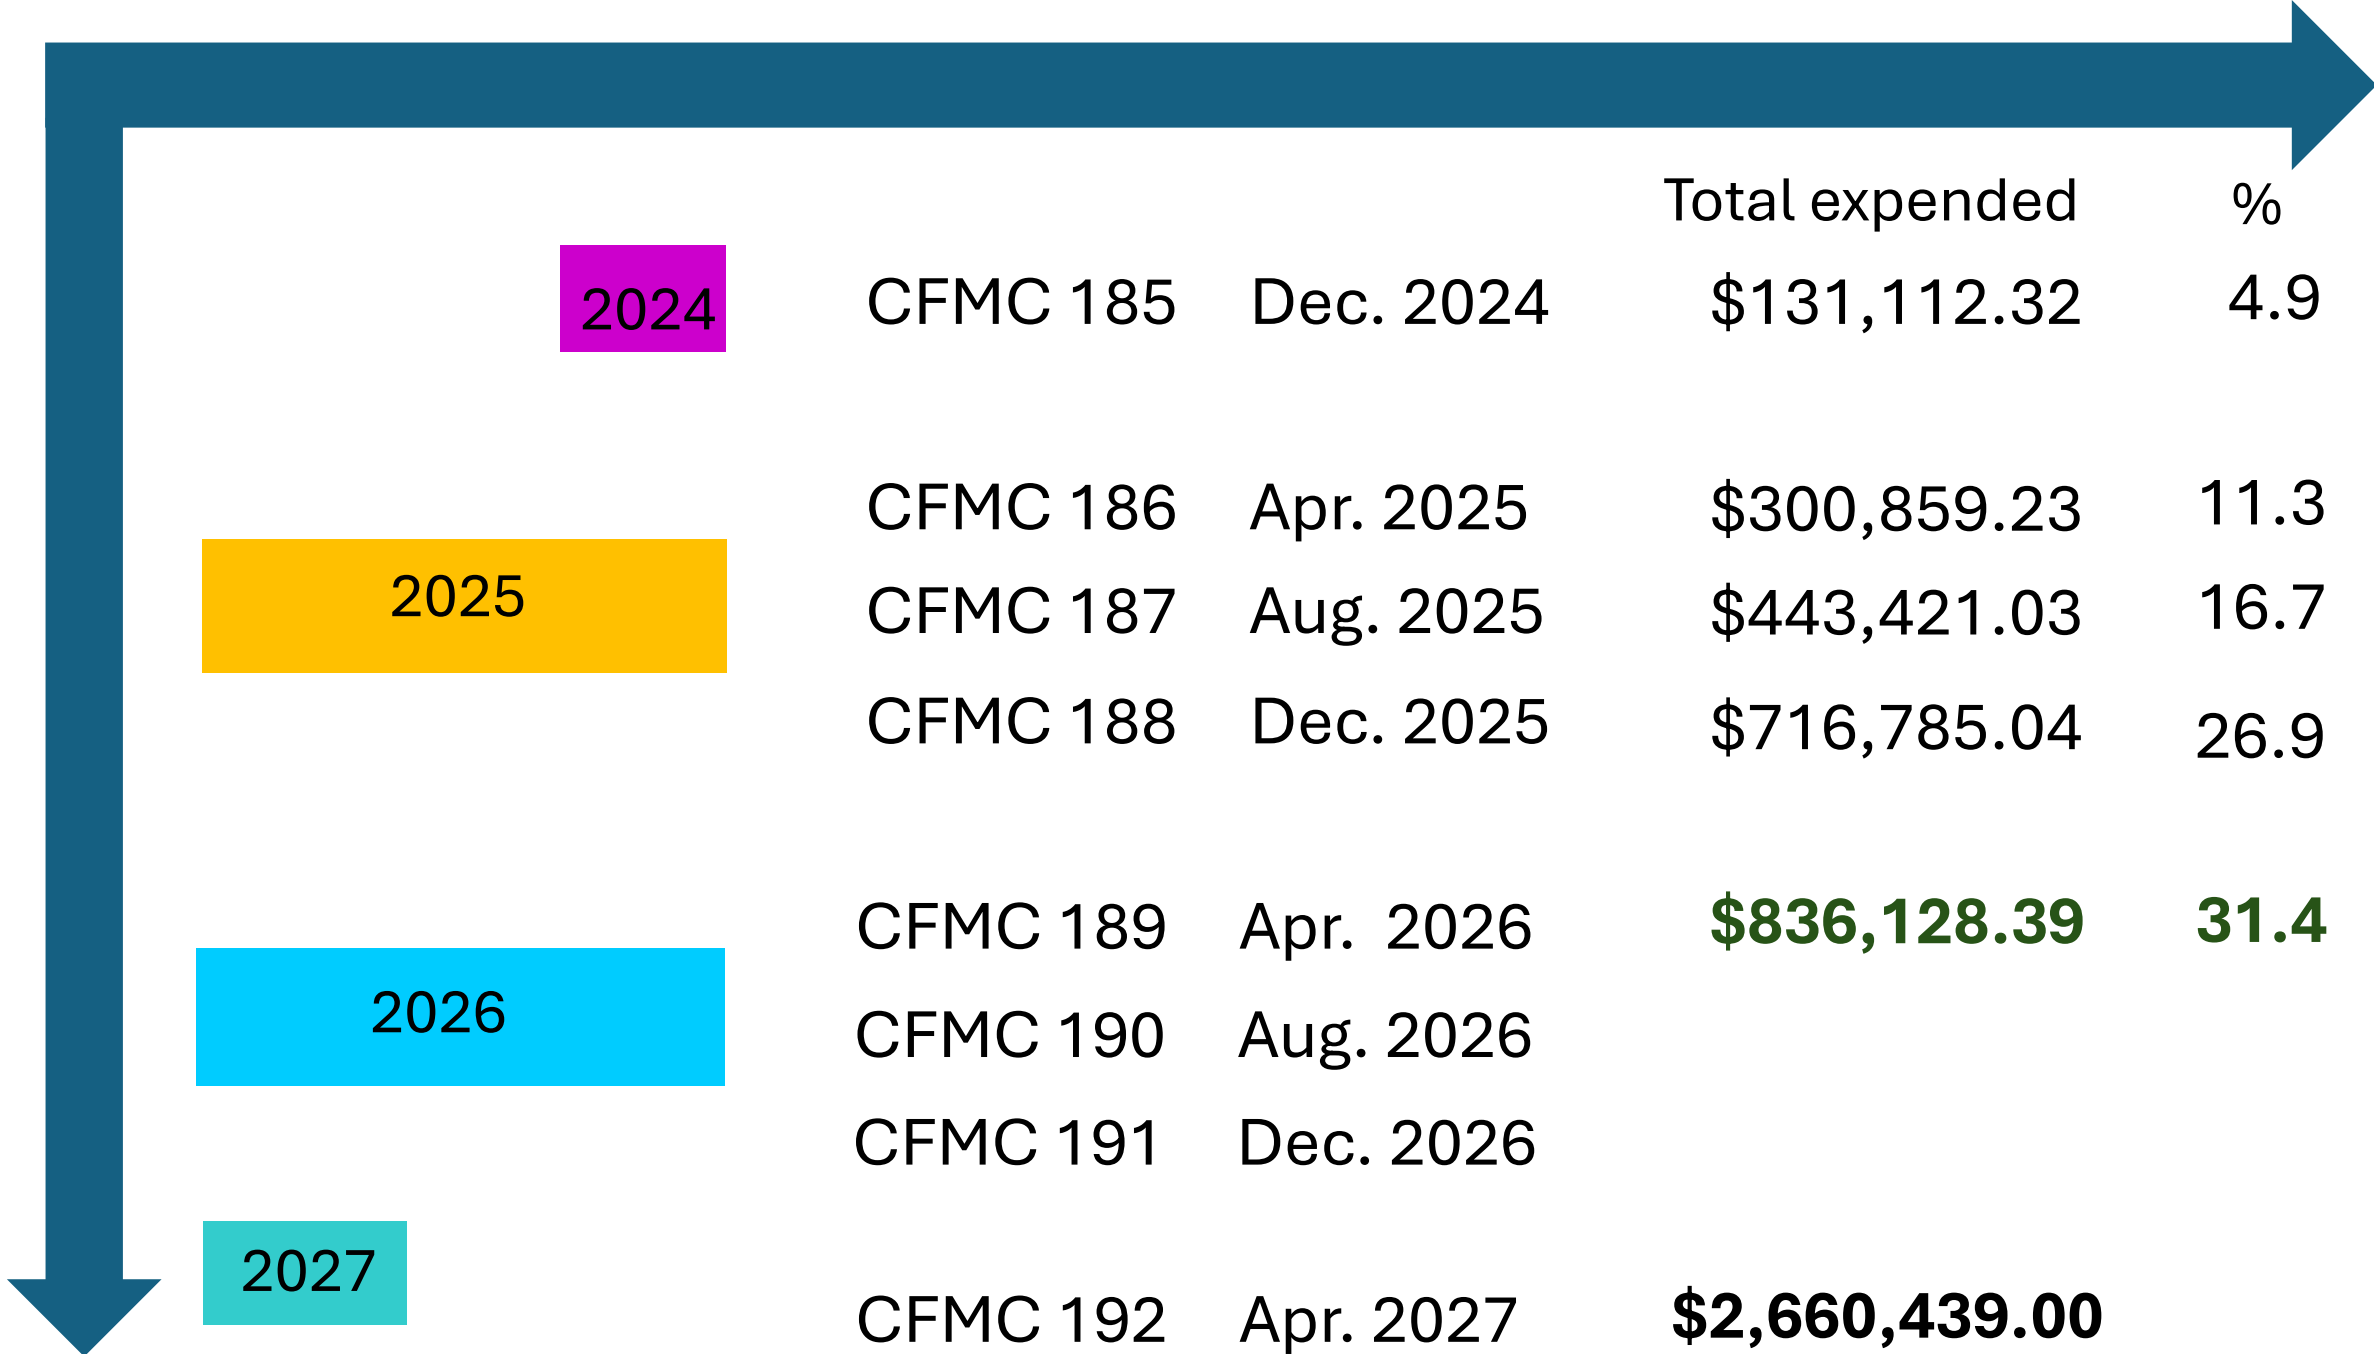 Total expended %
2024 CFMC 185 Dec. 2024 $131,112.32 4.9
CFMC 186 Apr. 2025 $300,859.23 11.3
2025 CFMC 187 Aug. 2025 $443,421.03 16.7
CFMC 188 Dec. 2025 $716,785.04 26.9
CFMC 189 Apr. 2026 $836,128.39 31.4
2026 CFMC 190 Aug. 2026
CFMC 191 Dec. 2026
2027
CFMC 192 Apr. 2027 $2,660,439.00